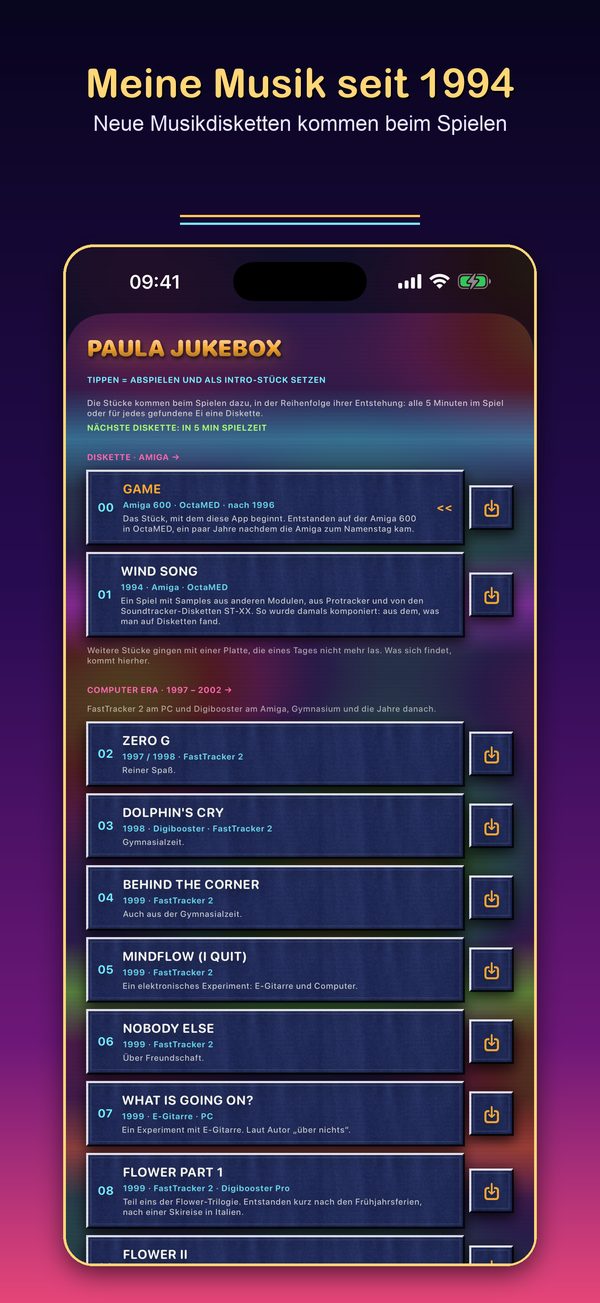 Meine Musik seit 1994
Neue Musikdisketten kommen beim Spielen
09:41
PAULA JUKEBOX
TIPPEN = ABSPIELEN UND ALS INTRO-STÜCK SETZEN
Die Stücke kommen beim Spielen dazu, in der Reihenfolge ihrer Entstehung: alle 5 Minuten im Spiel
oder für jedes gefundene Ei eine Diskette.
NÄCHSTE DISKETTE: IN 5 MIN SPIELZEIT
DISKETTE · AMIGA →
00
GAME
Amiga 600 · OctaMED · nach 1996
Das Stück, mit dem diese App beginnt. Entstanden auf der Amiga 600
in OctaMED, ein paar Jahre nachdem die Amiga zum Namenstag kam.
<<
01
WIND SONG
1994 · Amiga · OctaMED
Ein Spiel mit Samples aus anderen Modulen, aus Protracker und von den
Soundtracker-Disketten ST-XX. So wurde damals komponiert: aus dem, was
man auf Disketten fand.
Weitere Stücke gingen mit einer Platte, die eines Tages nicht mehr las. Was sich findet,
kommt hierher.
COMPUTER ERA · 1997 – 2002 →
FastTracker 2 am PC und Digibooster am Amiga, Gymnasium und die Jahre danach.
02
ZERO G
1997 / 1998 · FastTracker 2
Reiner Spaß.
03
DOLPHIN'S CRY
1998 · Digibooster · FastTracker 2
Gymnasialzeit.
04
BEHIND THE CORNER
1999 · FastTracker 2
Auch aus der Gymnasialzeit.
05
MINDFLOW (I QUIT)
1999 · FastTracker 2
Ein elektronisches Experiment: E-Gitarre und Computer.
06
NOBODY ELSE
1999 · FastTracker 2
Über Freundschaft.
07
WHAT IS GOING ON?
1999 · E-Gitarre · PC
Ein Experiment mit E-Gitarre. Laut Autor „über nichts“.
08
FLOWER PART 1
1999 · FastTracker 2 · Digibooster Pro
Teil eins der Flower-Trilogie. Entstanden kurz nach den Frühjahrsferien,
nach einer Skireise in Italien.
FLOWER II